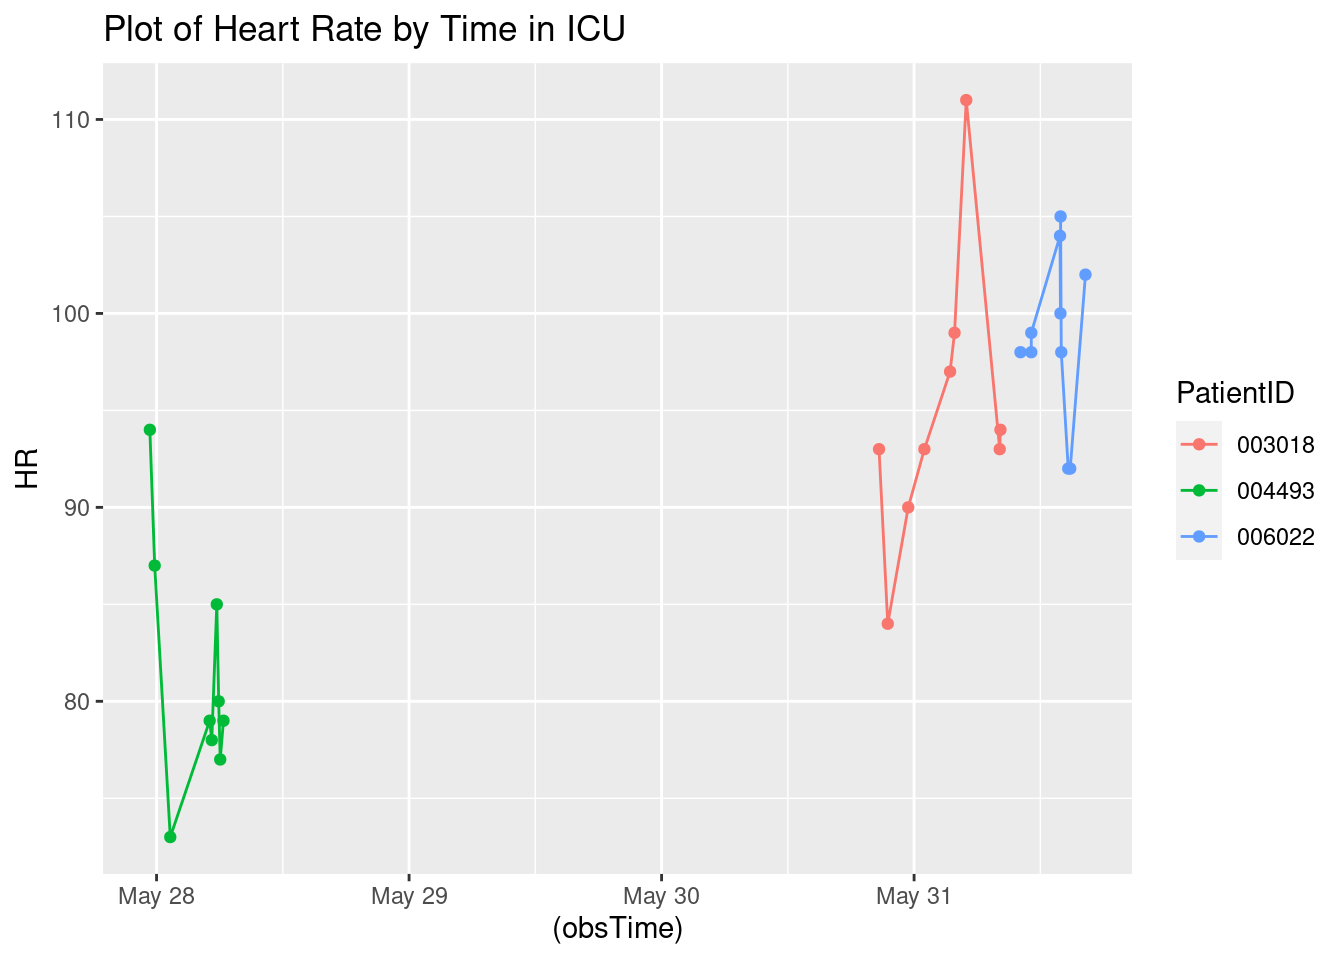 Plot of Heart Rate by Time in ICU
110
100
90
80
HR
May 28
May 29
May 30
May 31
(obsTime)
PatientID
003018
004493
006022